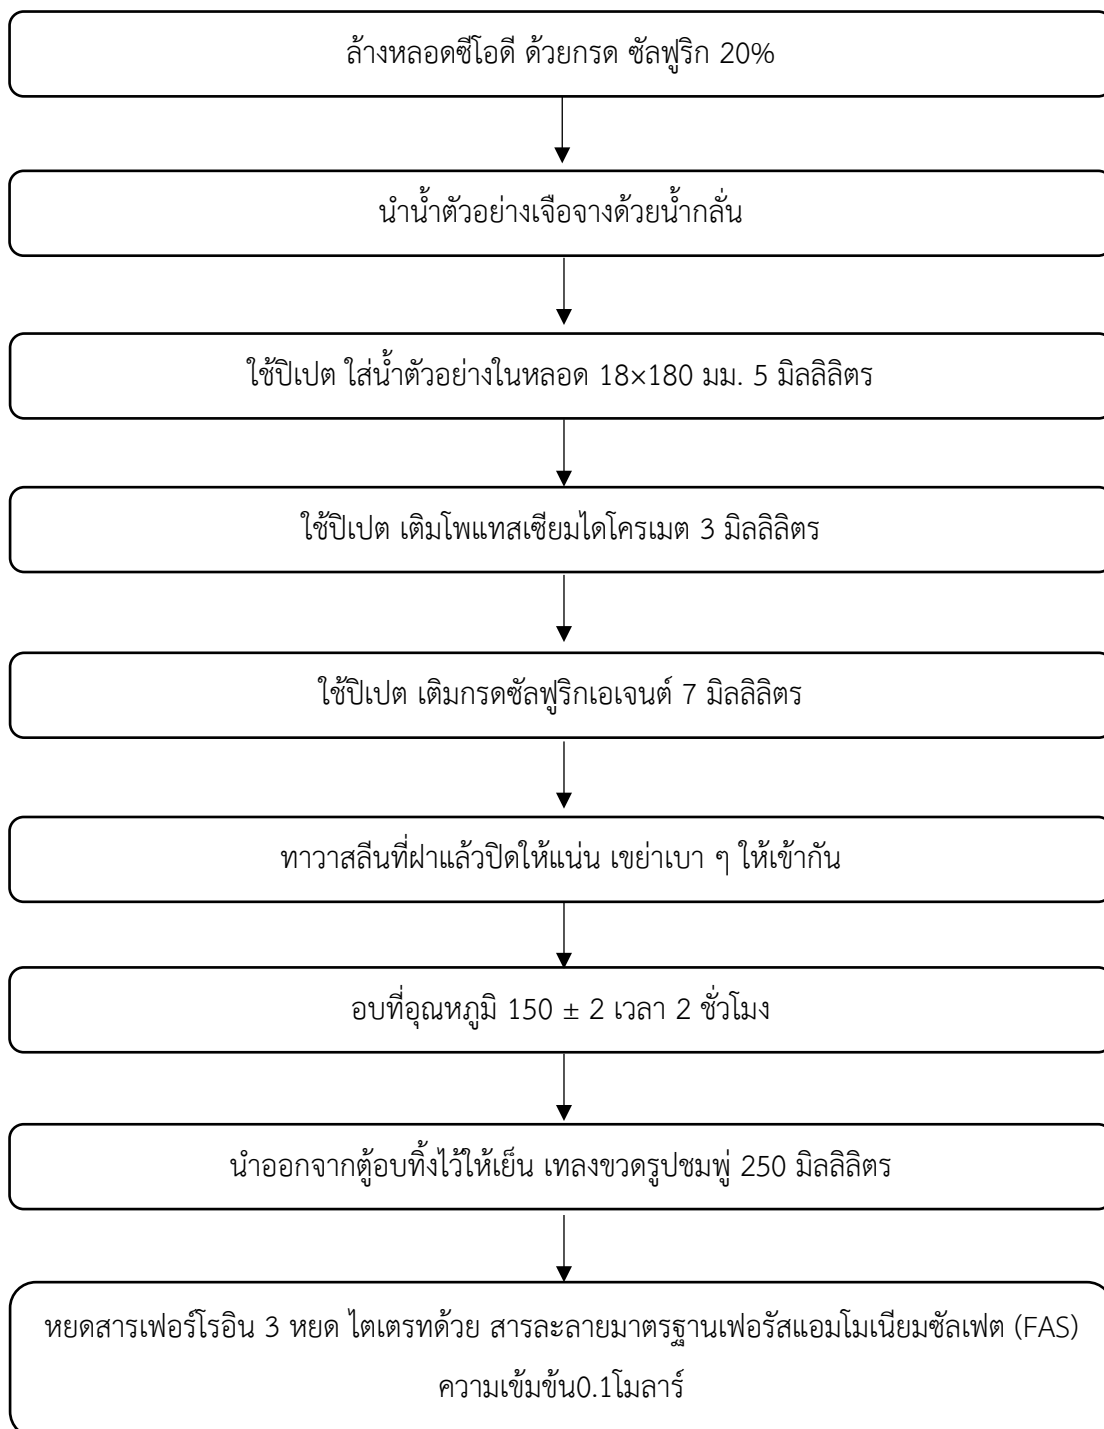 ล้างหลอดซีโอดี ด้วยกรด ซัลฟูริก 20%
นำน้ำตัวอย่างเจือจางด้วยน้ำกลั่น
ใช้ปิเปต ใส่น้ำตัวอย่างในหลอด 18×180 มม. 5 มิลลิลิตร
ใช้ปิเปต เติมโพแทสเซียมไดโครเมต 3 มิลลิลิตร
ใช้ปิเปต เติมกรดซัลฟูริกเอเจนต์ 7 มิลลิลิตร
ทาวาสลีนที่ฝาแล้วปิดให้แน่น เขย่าเบา ๆ ให้เข้ากัน
อบที่อุณหภูมิ 150 ± 2 เวลา 2 ชั่วโมง
นำออกจากตู้อบทิ้งไว้ให้เย็น เทลงขวดรูปชมพู่ 250 มิลลิลิตร
หยดสารเฟอร์โรอิน 3 หยด ไตเตรทด้วย สารละลายมาตรฐานเฟอรัสแอมโมเนียมซัลเฟต (FAS)
ความเข้มข้น0.1โมลาร์